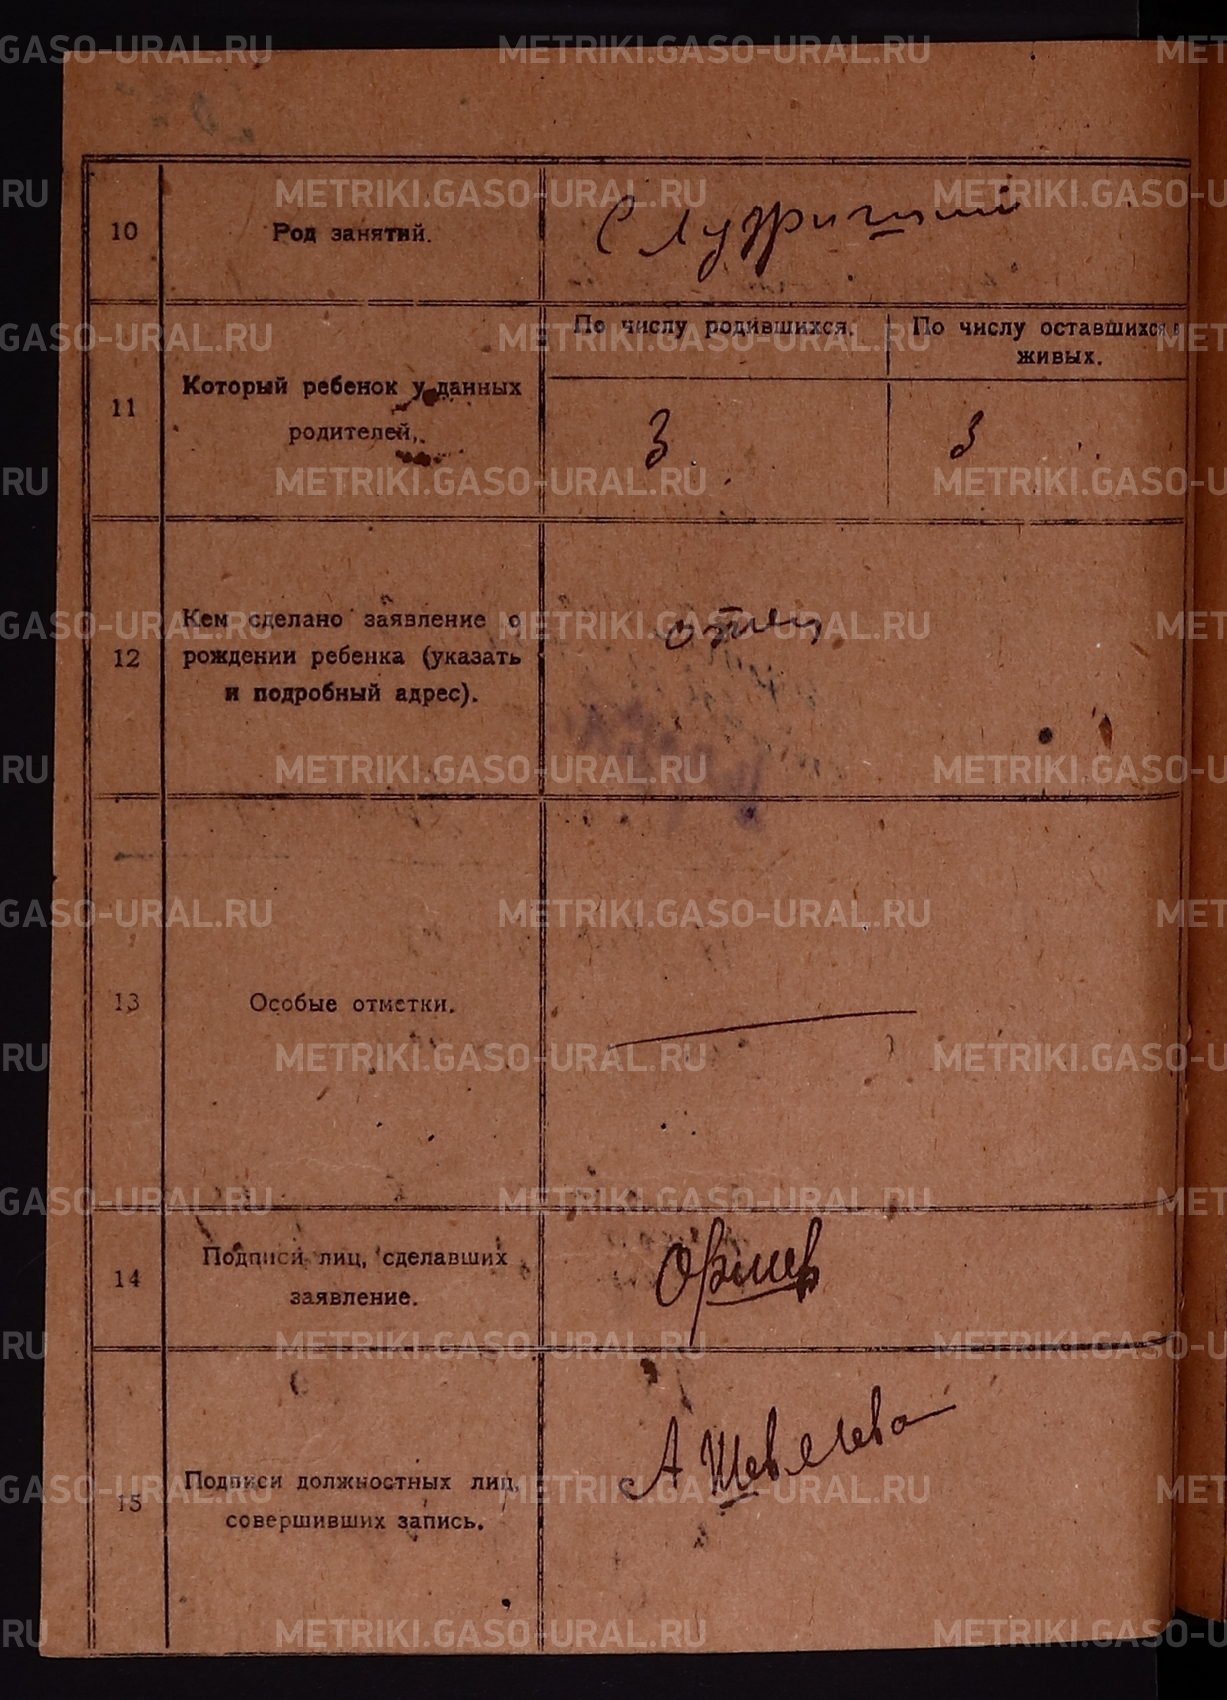 10
Род занятий.
Служащий
11
Который ребенок у данных
родителей.
По числу родившихся.
По числу оставшихся в
живых.
3
3
12
Кем сделано заявление о
рождении ребенка (указать
и подробный адрес).
отец
13
Особые отметки.
14
Подписи лиц, сделавших
заявление.
15
Подписи должностных лиц,
совершивших запись.
А Шевелева
METRIKI.GASO-URAL.RU